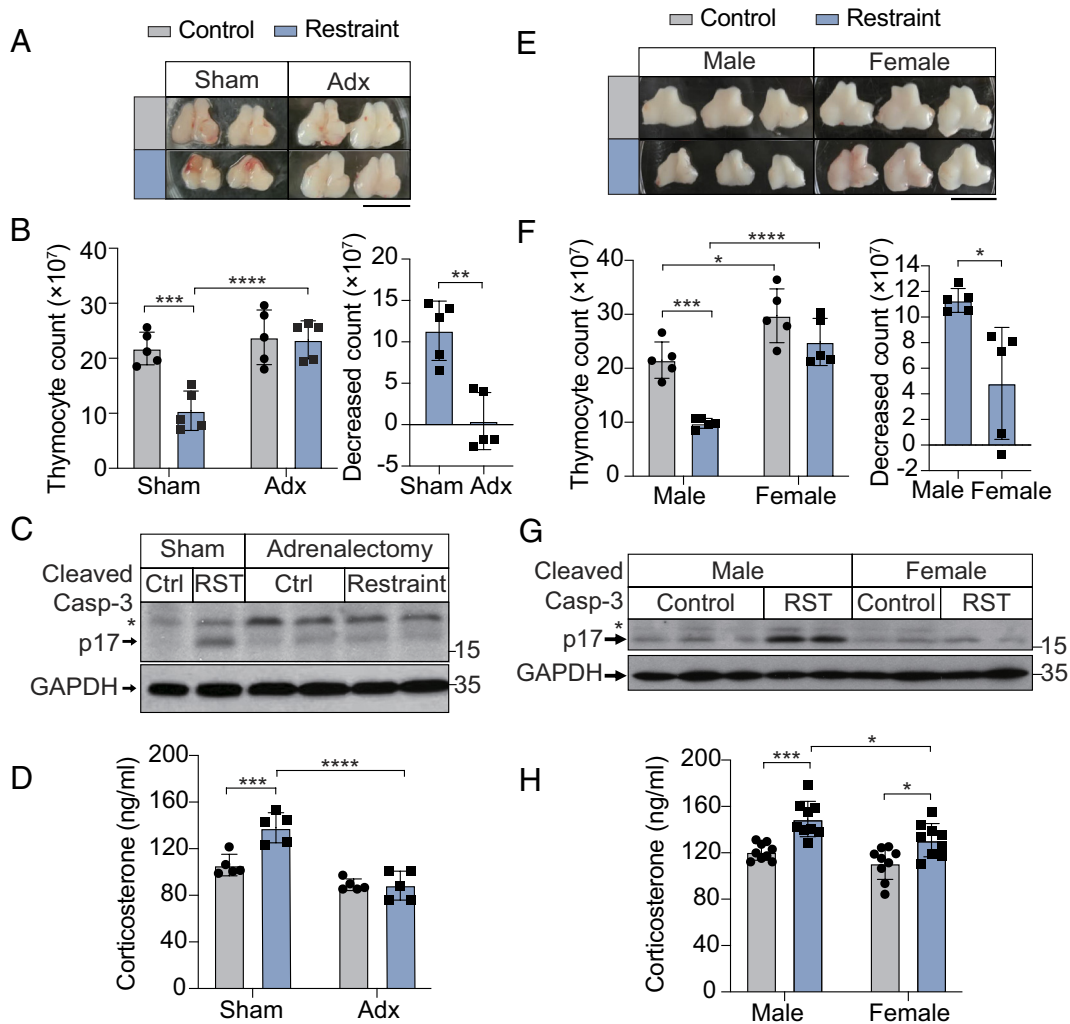 A
Control Restraint
Sham Adx
B
Thymocyte count (×10⁷)
40
30
20
10
0
*** ****
Sham Adx
Decreased count (×10⁷)
20
15
10
5
0
-5
**
Sham Adx
C
Sham Adrenalectomy
Cleaved Casp-3
Ctrl RST Ctrl Restraint
*
p17
15
GAPDH
35
D
Corticosterone (ng/ml)
200
160
120
80
40
0
*** ****
Sham Adx
E
Control Restraint
Male Female
F
Thymocyte count (×10⁷)
40
30
20
10
0
****
*
***
Male Female
Decreased count (×10⁷)
14
12
10
8
6
4
2
0
-2
*
Male Female
G
Male Female
Cleaved
Casp-3
Control RST Control RST
*
p17
15
GAPDH
35
H
Corticosterone (ng/ml)
200
160
120
80
40
0
*** *
*
Male Female